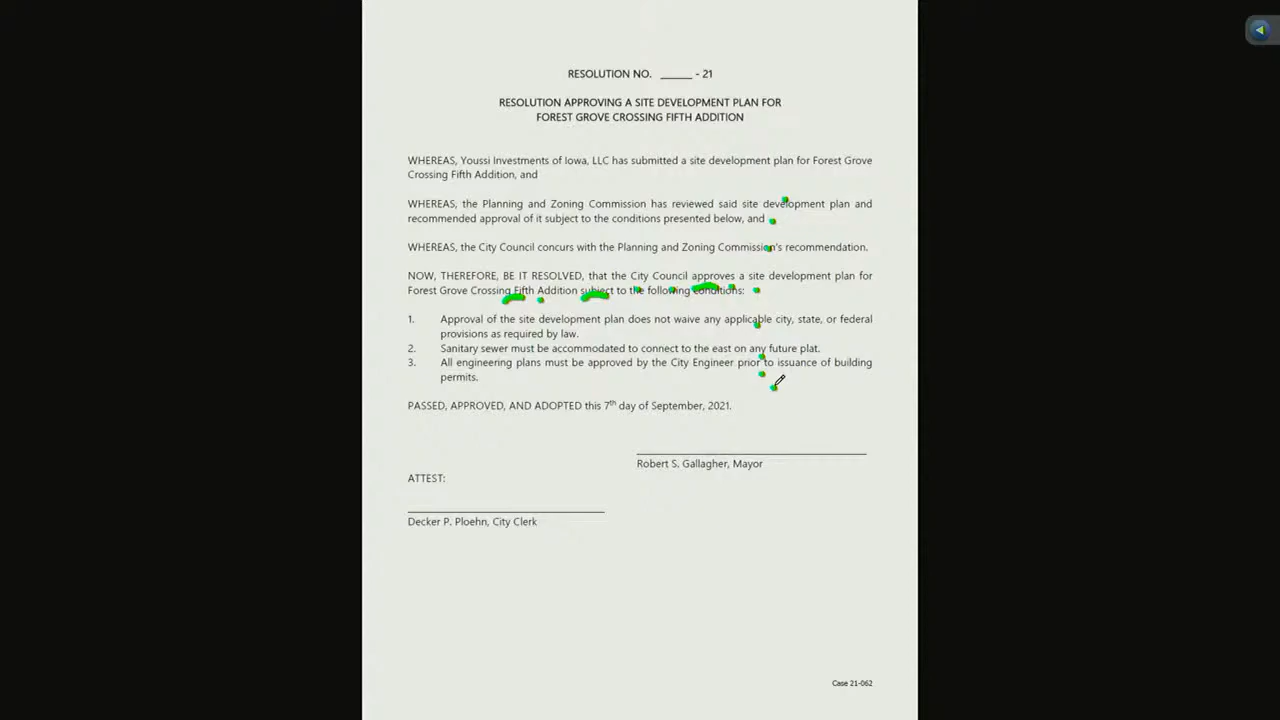 RESOLUTION NO. ______ - 21
RESOLUTION APPROVING A SITE DEVELOPMENT PLAN FOR
FOREST GROVE CROSSING FIFTH ADDITION
WHEREAS, Youssi Investments of Iowa, LLC has submitted a site development plan for Forest Grove
Crossing Fifth Addition, and
WHEREAS, the Planning and Zoning Commission has reviewed said site development plan and
recommended approval of it subject to the conditions presented below, and
WHEREAS, the City Council concurs with the Planning and Zoning Commission's recommendation.
NOW, THEREFORE, BE IT RESOLVED, that the City Council approves a site development plan for
Forest Grove Crossing Fifth Addition subject to the following conditions:
1. Approval of the site development plan does not waive any applicable city, state, or federal
provisions as required by law.
2. Sanitary sewer must be accommodated to connect to the east on any future plat.
3. All engineering plans must be approved by the City Engineer prior to issuance of building
permits.
PASSED, APPROVED, AND ADOPTED this 7th day of September, 2021.
Robert S. Gallagher, Mayor
ATTEST:
Decker P. Ploehn, City Clerk
Case 21-062